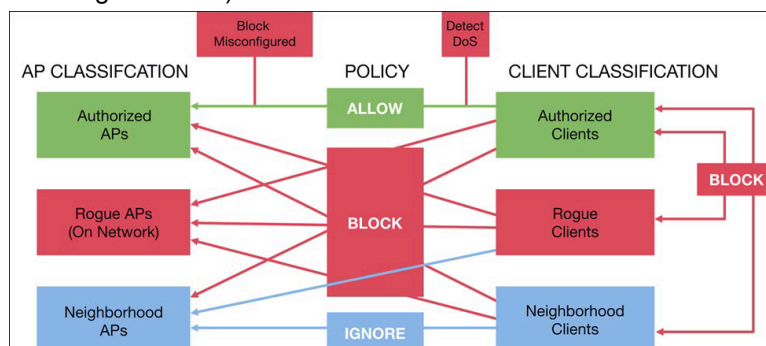 Block
Misconfigured
Detect
DoS
AP CLASSIFCATION
POLICY
CLIENT CLASSIFICATION
Authorized
APs
ALLOW
Authorized
Clients
BLOCK
Rogue APs
(On Network)
BLOCK
Rogue
Clients
Neighborhood
APs
IGNORE
Neighborhood
Clients